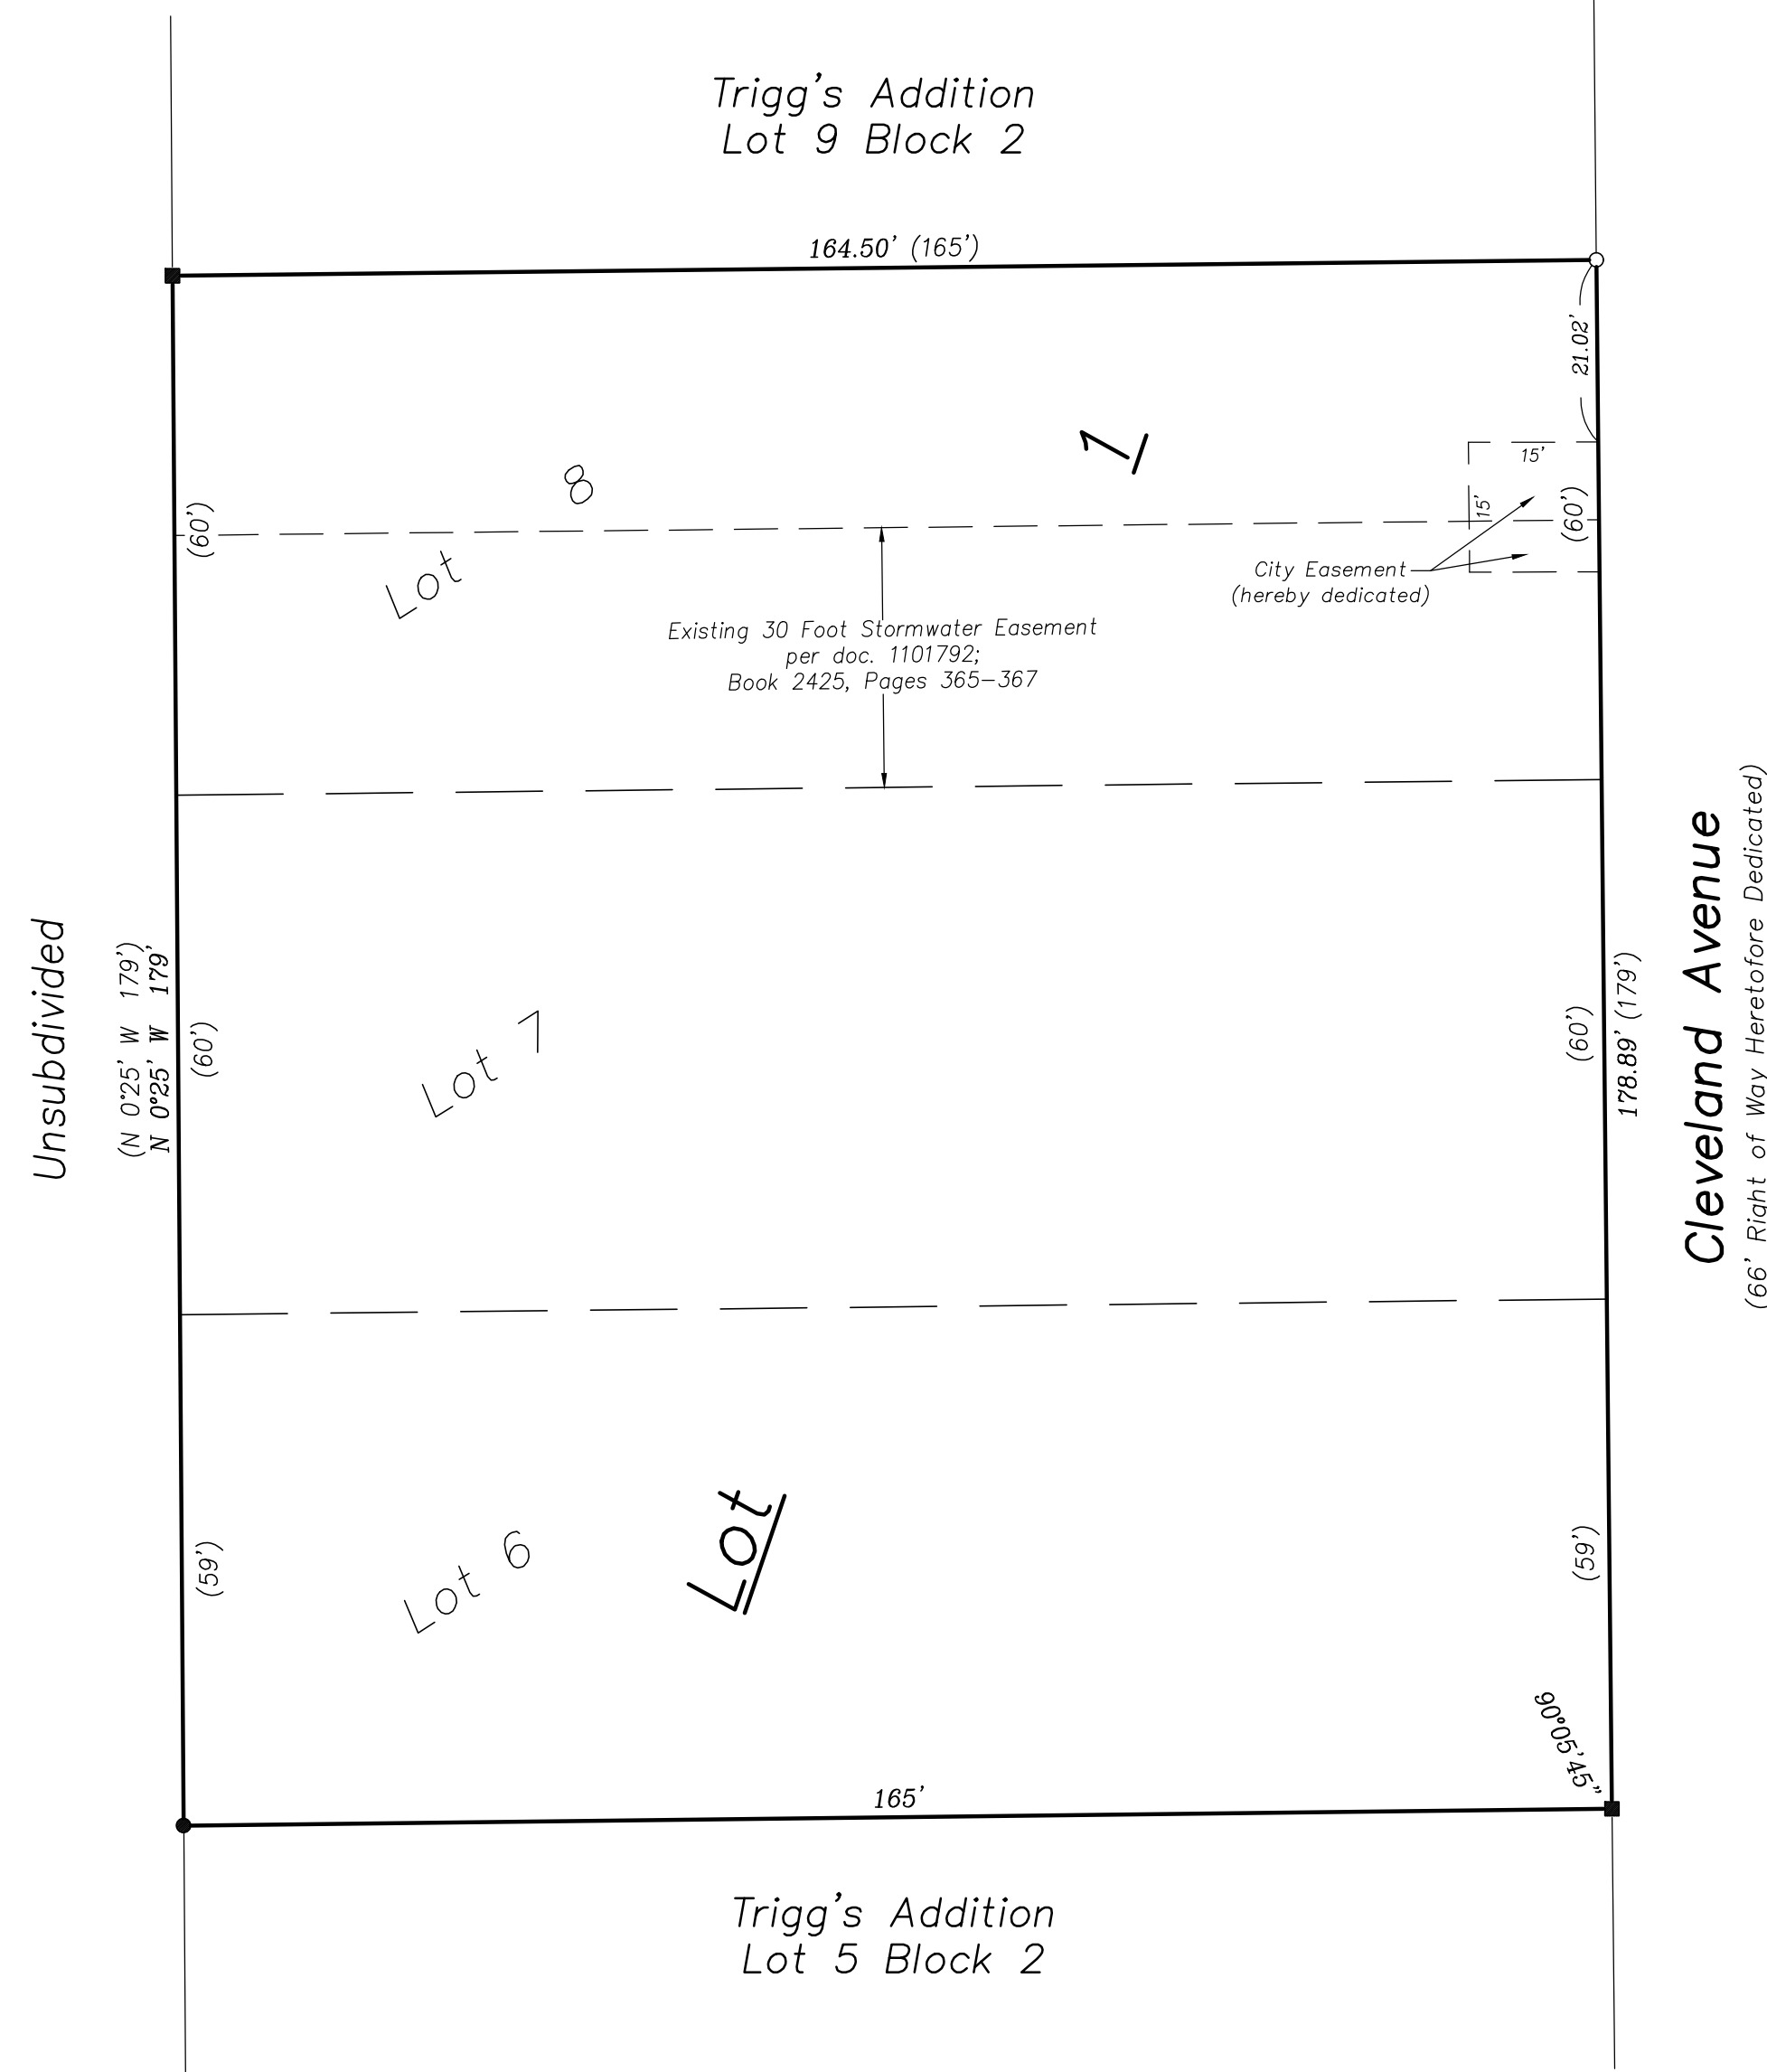 Trigg's Addition
Lot 9 Block 2
164.50' (165')
21.02'
1
8
Lot
(60')
15'
15'
(60')
City Easement
(hereby dedicated)
Existing 30 Foot Stormwater Easement
per doc. 1101792;
Book 2425, Pages 365-367
Unsubdivided
(N 0°25' W 179')
N 0°25' W 179'
(60')
Lot 7
(60')
178.89' (179')
Cleveland Avenue
(66' Right of Way Heretofore Dedicated)
(59')
Lot 6
Lot
(59')
90°05'45"
165'
Trigg's Addition
Lot 5 Block 2